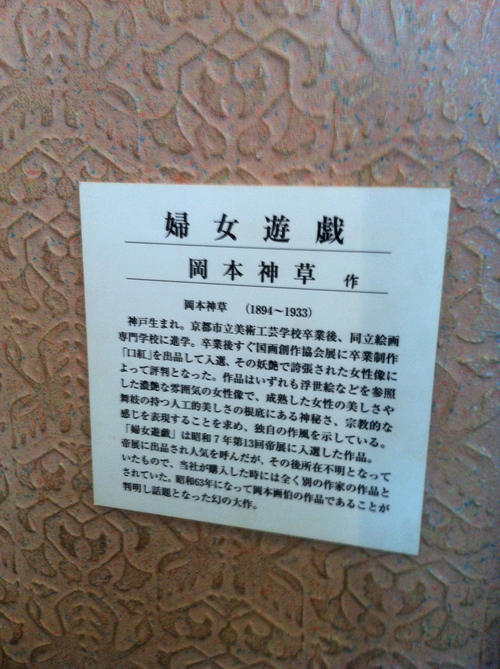 婦女遊戯
岡本神草 作
岡本神草 (1894~1933)
神戸生まれ。京都市立美術工芸学校卒業後、同立絵画
専門学校に進学。卒業後すぐ国画創作協会展に卒業制作
「口紅」を出品して入選、その妖艶で誇張された女性像に
よって評判となった。作品はいずれも浮世絵などを参照
した濃艶な雰囲気の女性像で、成熟した女性の美しさや
舞妓の持つ人工的美しさの根底にある神秘さ、宗教的な
感じを表現することを求め、独自の作風を示している。
「婦女遊戯」は昭和7年第13回帝展に入選した作品。
帝展に出品され人気を呼んだが、その後所在不明となって
いたもので、当社が購入した時には全く別の作家の作品と
されていた。昭和63年になって岡本画伯の作品であることが
判明し話題となった幻の大作。